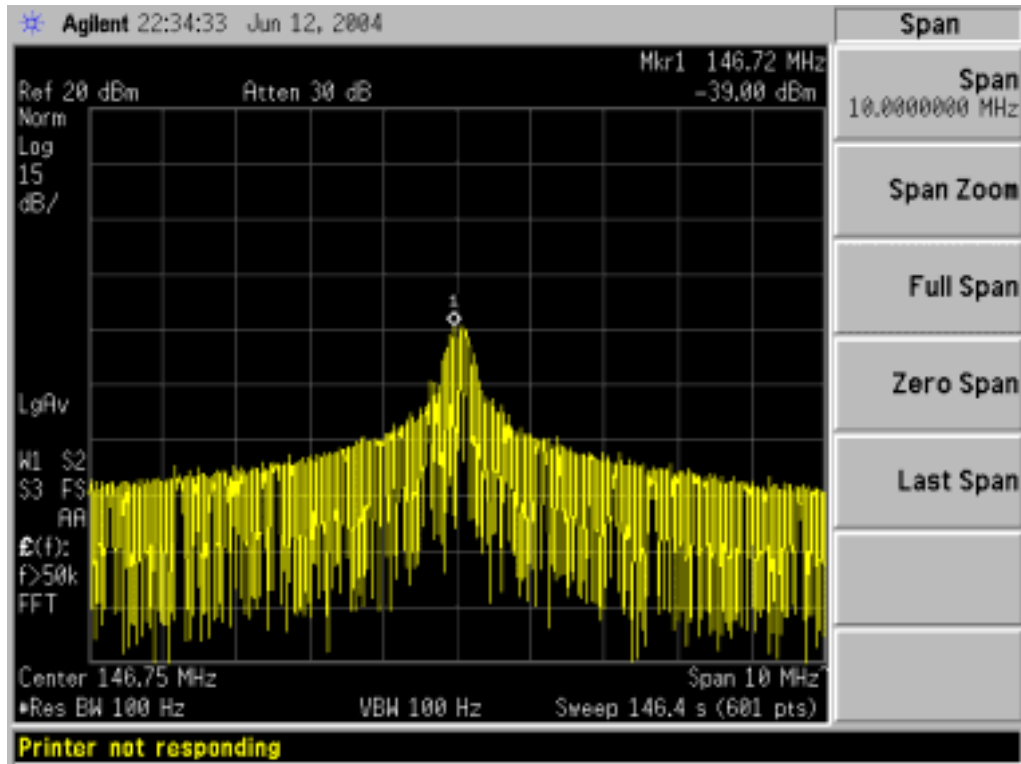 Agilent 22:34:33 Jun 12, 2004
Mkr1 146.72 MHz
Ref 20 dBm Atten 30 dB -39.00 dBm
Norm
Log
15
dB/
1
LgAv
W1 S2
S3 FS
AA
£(f):
f>50k
FFT
Center 146.75 MHz Span 10 MHz^
*Res BW 100 Hz VBW 100 Hz Sweep 146.4 s (601 pts)
Printer not responding
Span
Span
10.0000000 MHz
Span Zoom
Full Span
Zero Span
Last Span